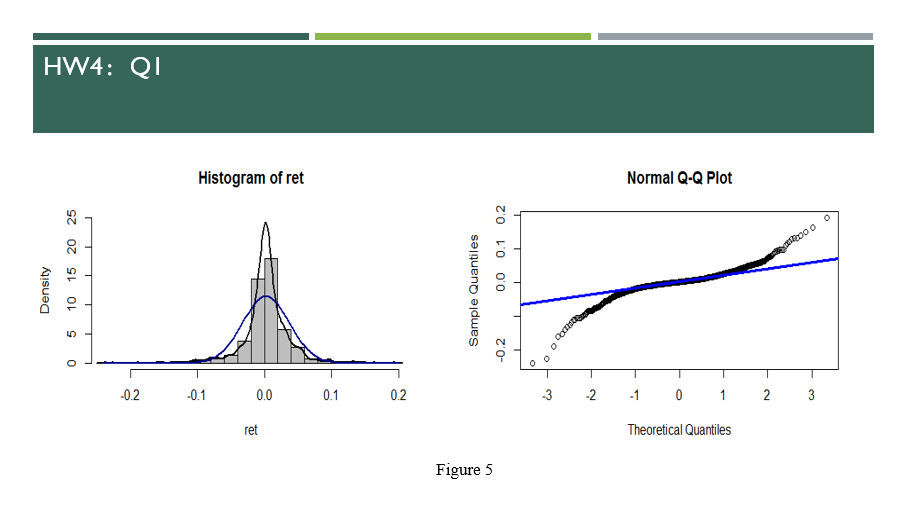 HW4: Q1
Histogram of ret
Density
0 5 10 15 20 25
-0.2 -0.1 0.0 0.1 0.2
ret
Normal Q-Q Plot
Sample Quantiles
-0.2 0.0 0.1 0.2
-3 -2 -1 0 1 2 3
Theoretical Quantiles
Figure 5